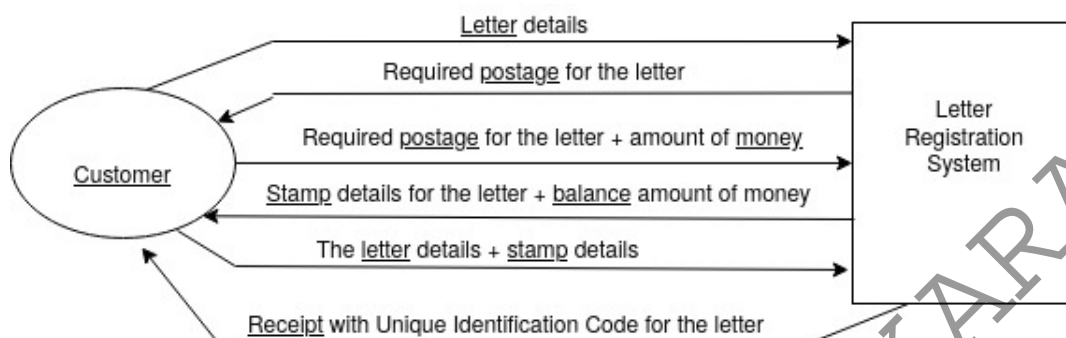 Letter details
Required postage for the letter
Letter
Registration
System
Required postage for the letter + amount of money
Customer
Stamp details for the letter + balance amount of money
The letter details + stamp details
Receipt with Unique Identification Code for the letter
KARA